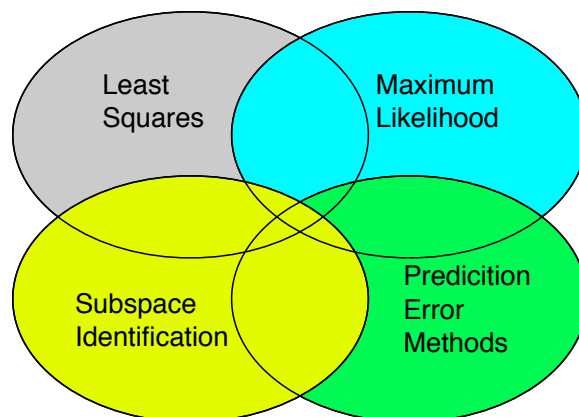 Least
Squares
Maximum
Likelihood
Subspace
Identification
Predicition
Error
Methods